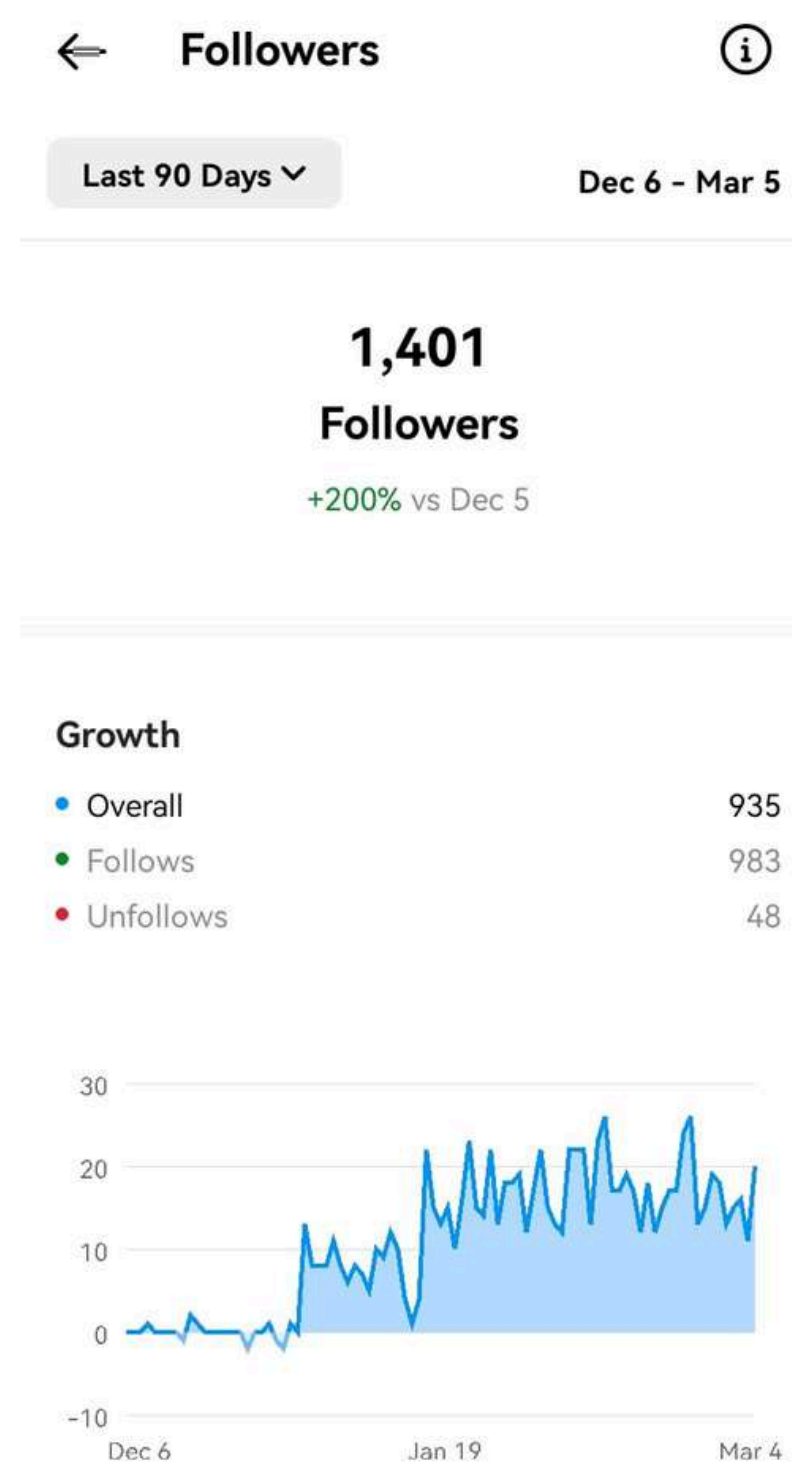 Followers
Last 90 Days
Dec 6 - Mar 5
1,401
Followers
+200% vs Dec 5
Growth
Overall 935
Follows 983
Unfollows 48
30
20
10
0
-10
Dec 6 Jan 19 Mar 4